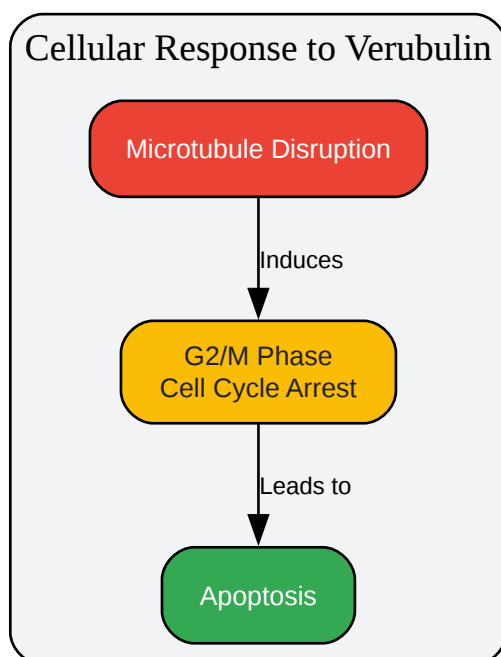 Cellular Response to Verubulin
Microtubule Disruption
Induces
G2/M Phase
Cell Cycle Arrest
Leads to
Apoptosis